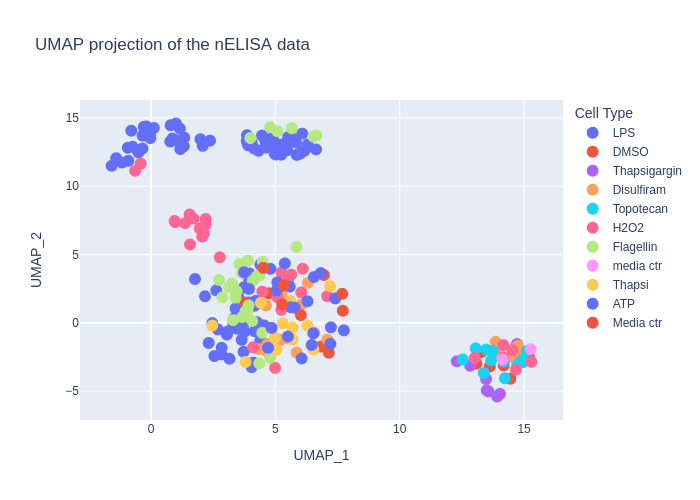 UMAP projection of the nELISA data
Cell Type
LPS
DMSO
Thapsigargin
Disulfiram
Topotecan
H2O2
Flagellin
media ctr
Thapsi
ATP
Media ctr
15
10
5
0
−5
UMAP_2
0
5
10
15
UMAP_1